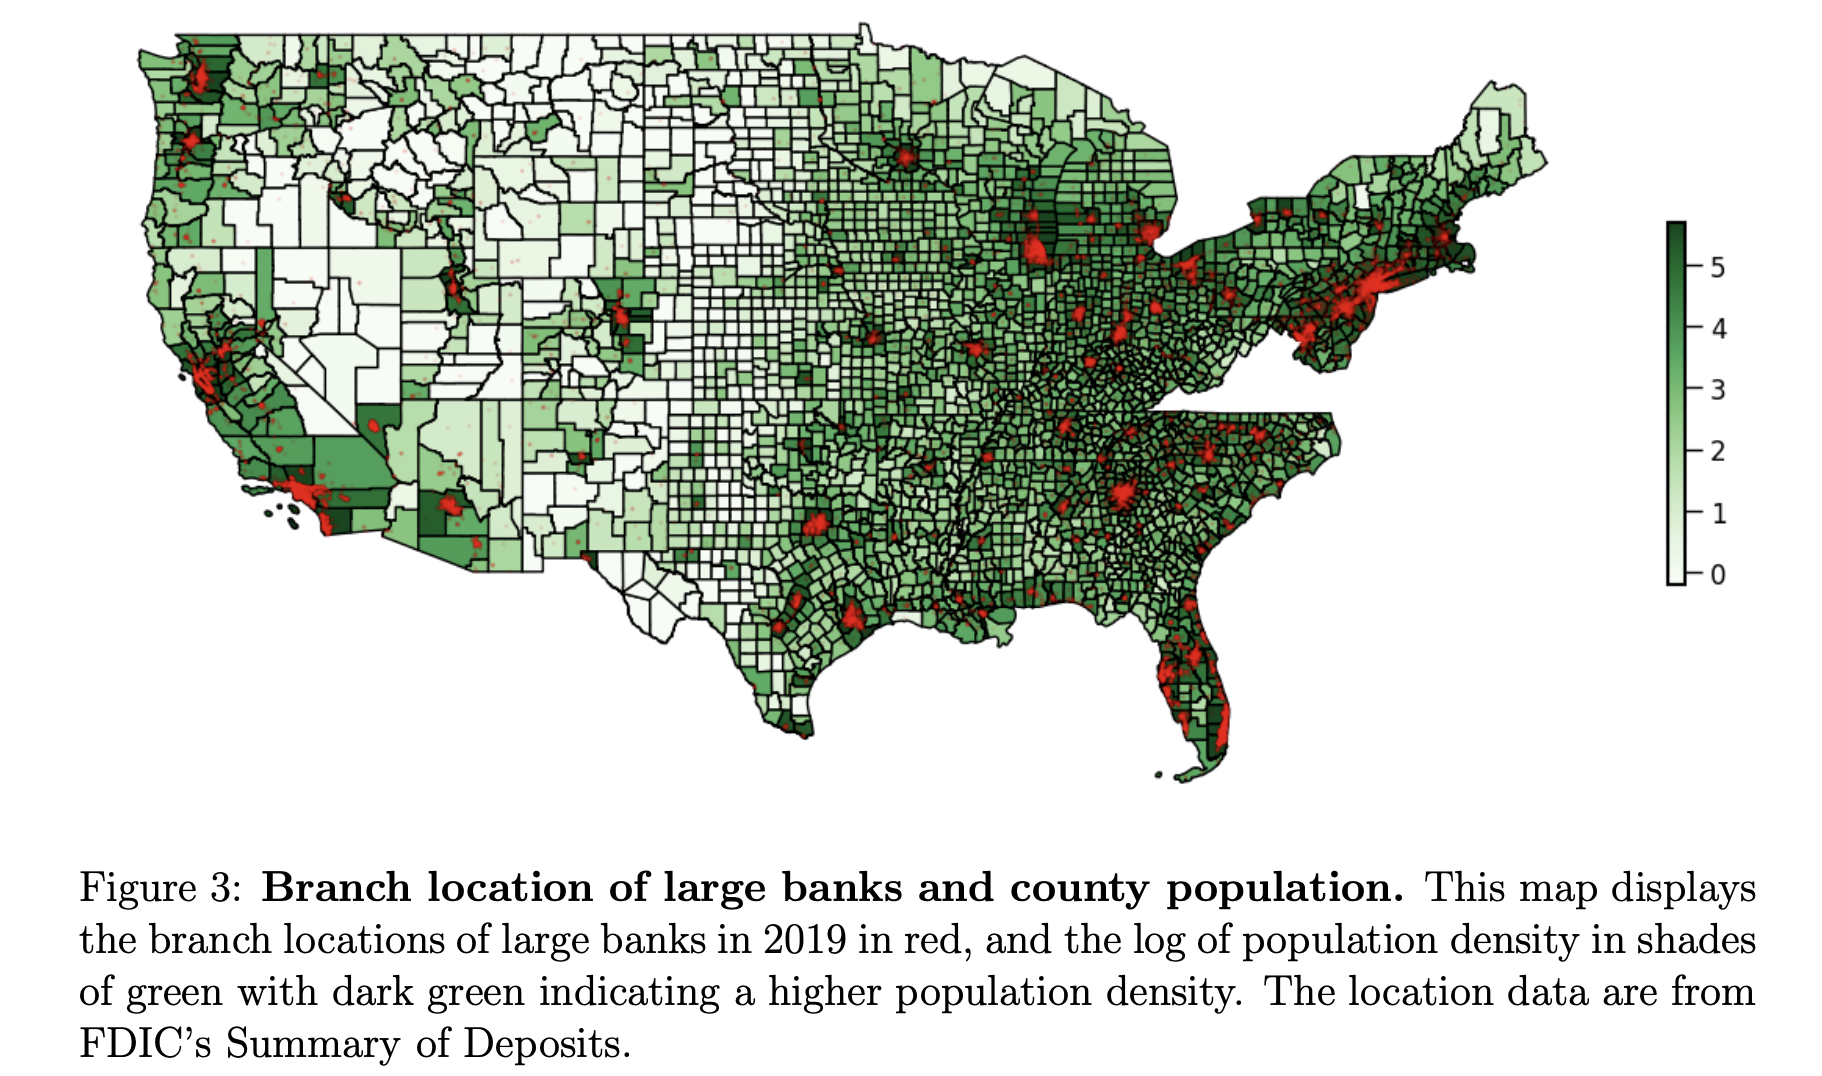 5
4
3
2
1
0
Figure 3: Branch location of large banks and county population. This map displays
the branch locations of large banks in 2019 in red, and the log of population density in shades
of green with dark green indicating a higher population density. The location data are from
FDIC’s Summary of Deposits.